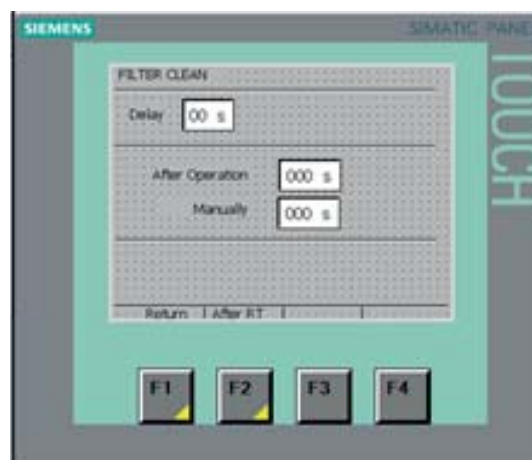 SIEMENS
SIMATIC PANE
TOUCH
FILTER CLEAN
Delay 00 s
After Operation 000 s
Manually 000 s
Return After RT
F1 F2 F3 F4